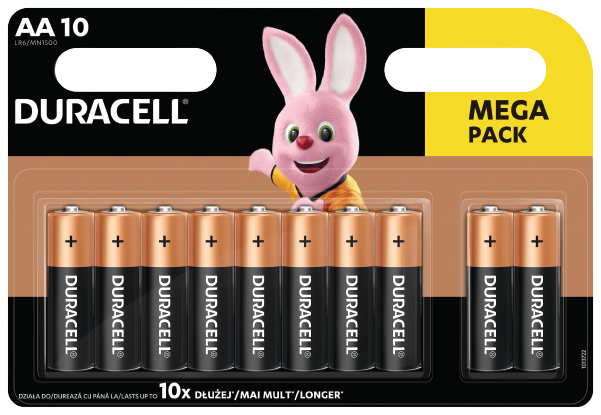 AA 10
LR6/MN1500
DURACELL®
MEGA
PACK
+ + + + + + + + + +
DURACELL®
DURACELL®
DURACELL®
DURACELL®
DURACELL®
DURACELL®
DURACELL®
DURACELL®
DURACELL®
DURACELL®
DZIAŁA DO/DUREAZĂ CU PÂNĂ LA/LASTS UP TO 10x DŁUŻEJ*/MAI MULT*/LONGER*
1013722